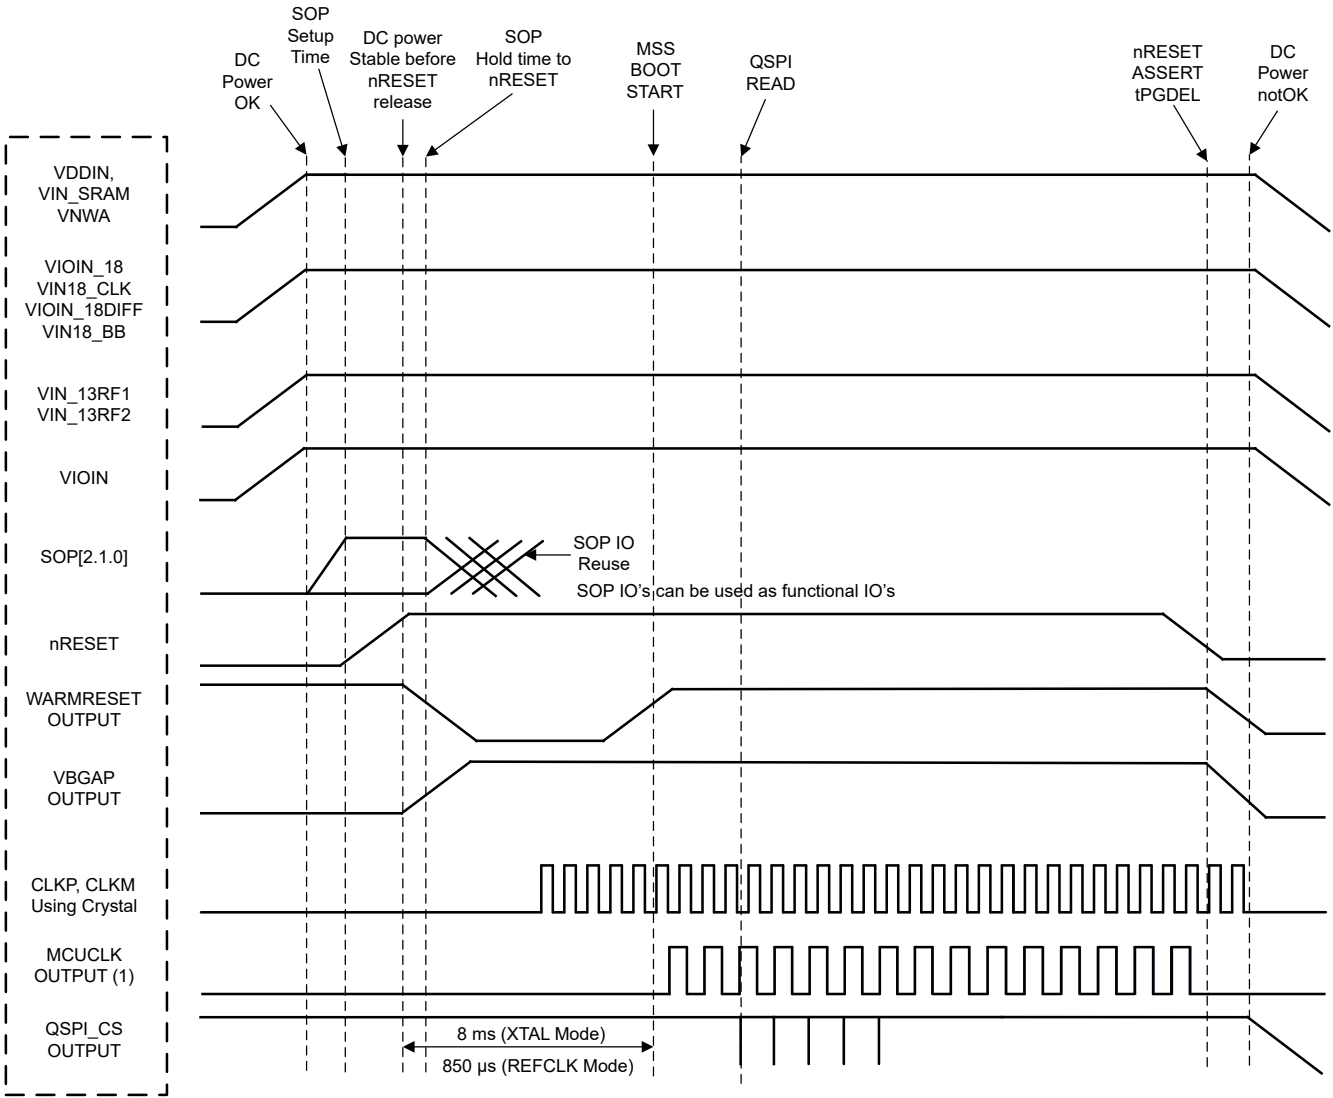 DC
Power
OK
SOP
Setup
Time
DC power
Stable before
nRESET
release
SOP
Hold time to
nRESET
MSS
BOOT
START
QSPI
READ
nRESET
ASSERT
tPGDEL
DC
Power
notOK
VDDIN,
VIN_SRAM
VNWA
VIOIN_18
VIN18_CLK
VIOIN_18DIFF
VIN18_BB
VIN_13RF1
VIN_13RF2
VIOIN
SOP[2.1.0]
SOP IO
Reuse
SOP IO's can be used as functional IO's
nRESET
WARMRESET
OUTPUT
VBGAP
OUTPUT
CLKP, CLKM
Using Crystal
MCUCLK
OUTPUT (1)
QSPI_CS
OUTPUT
8 ms (XTAL Mode)
850 µs (REFCLK Mode)